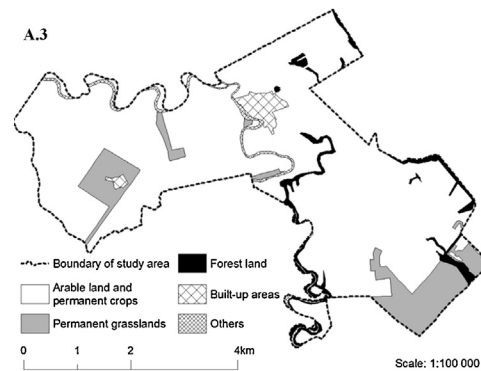 A.3
Boundary of study area
Forest land
Arable land and
permanent crops
Built-up areas
Permanent grasslands
Others
0 1 2 4km
Scale: 1:100 000